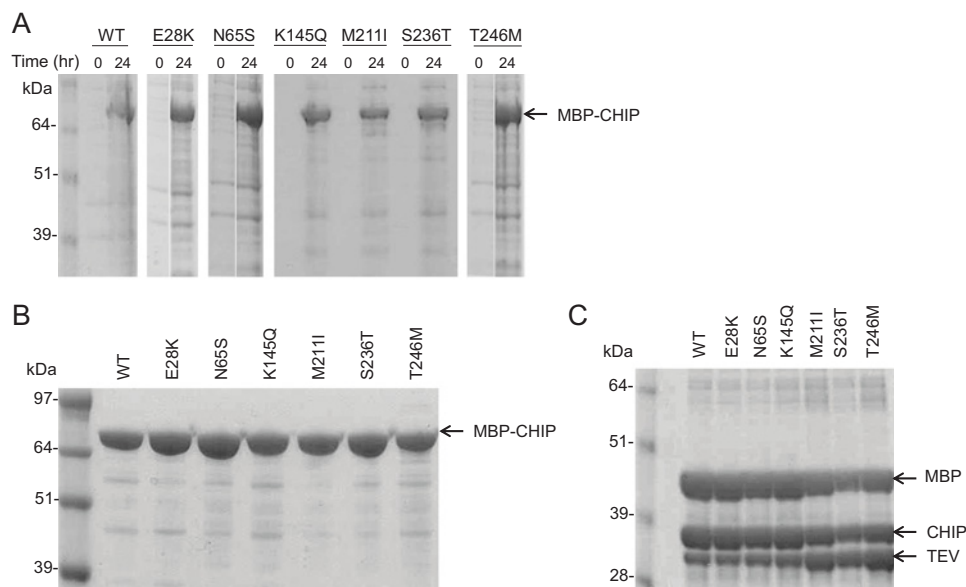 A
WT E28K N65S K145Q M211I S236T T246M
Time (hr) 0 24 0 24 0 24 0 24 0 24 0 24 0 24
kDa
MBP-CHIP
64-
51-
39-
B
WT E28K N65S K145Q M211I S236T T246M
kDa
97-
MBP-CHIP
64-
51-
39-
C
WT E28K N65S K145Q M211I S236T T246M
kDa
64-
51-
MBP
39-
CHIP
TEV
28-